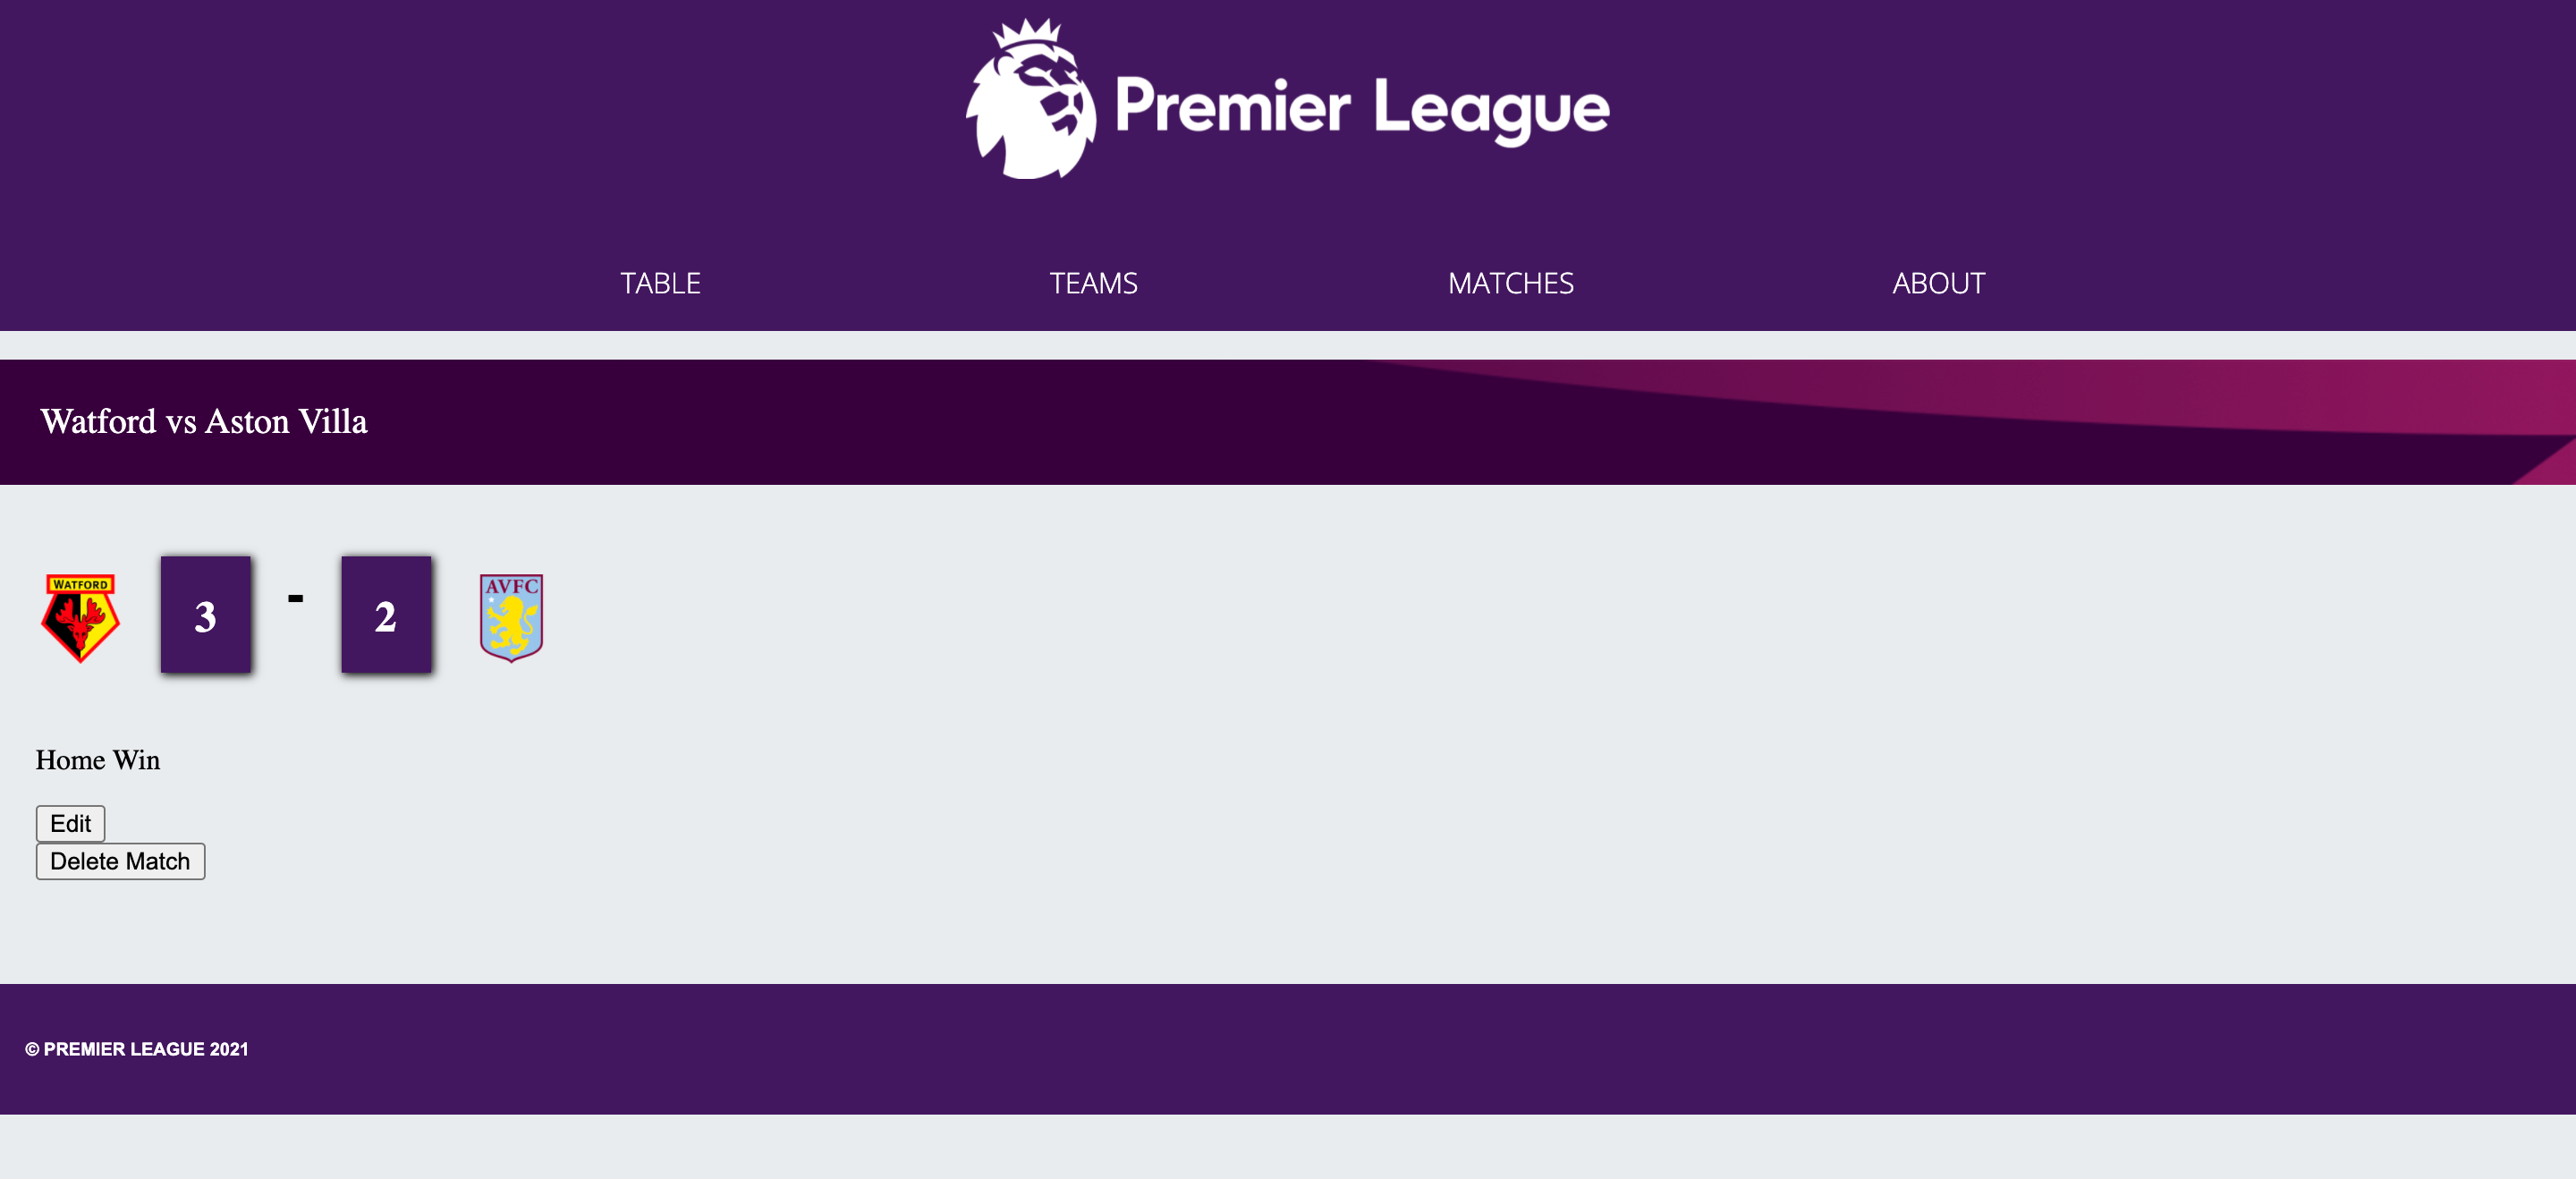 Premier League
TABLE TEAMS MATCHES ABOUT
Watford vs Aston Villa
WATFORD 3 - 2 AVFC
Home Win
Edit
Delete Match
© PREMIER LEAGUE 2021